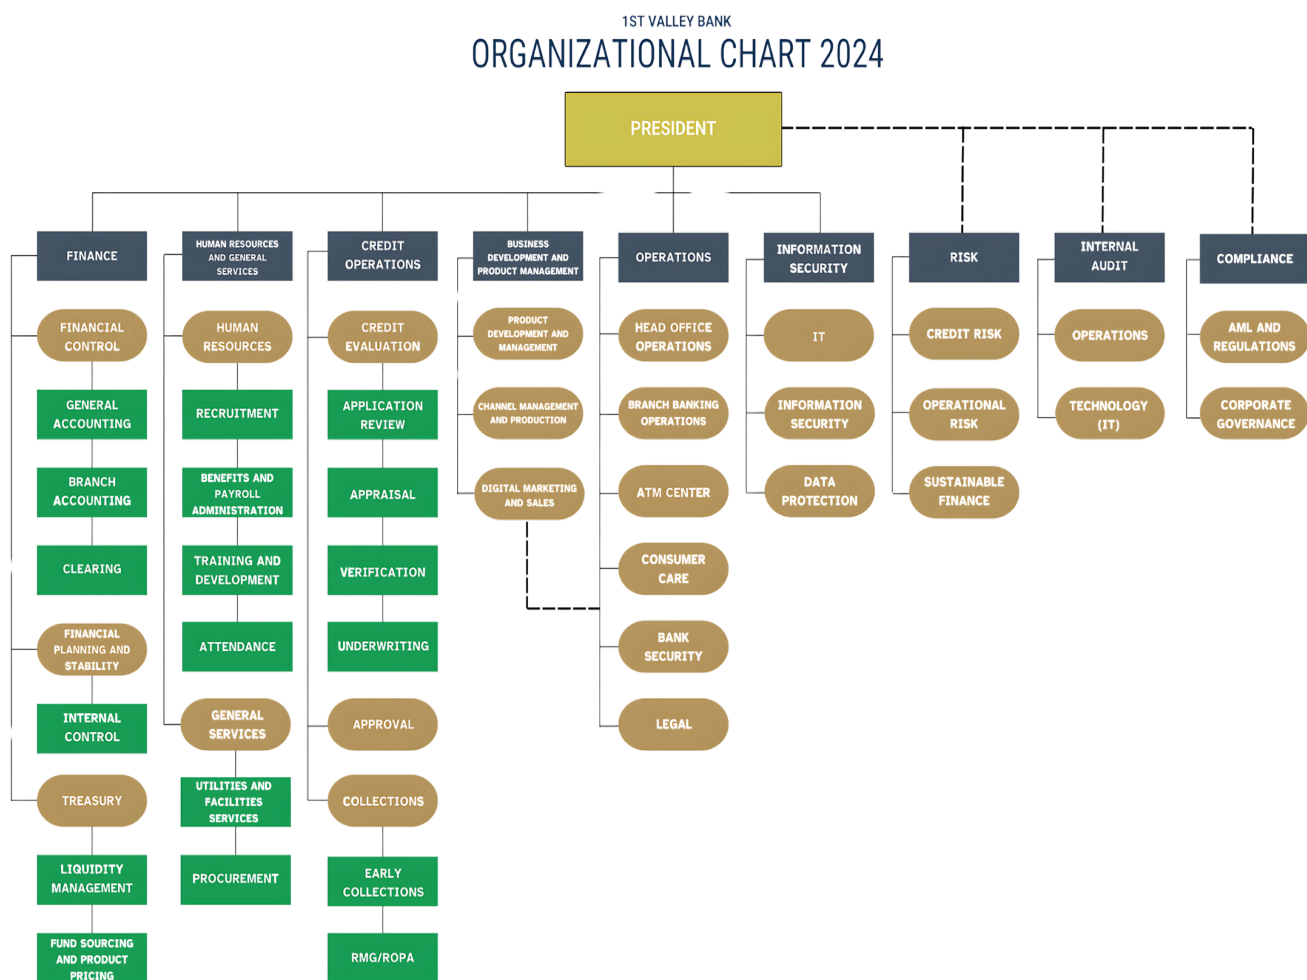 1ST VALLEY BANK
ORGANIZATIONAL CHART 2024
PRESIDENT
FINANCE
HUMAN RESOURCES
AND GENERAL
SERVICES
CREDIT
OPERATIONS
BUSINESS
DEVELOPMENT AND
PRODUCT MANAGEMENT
OPERATIONS
INFORMATION
SECURITY
RISK
INTERNAL
AUDIT
COMPLIANCE
FINANCIAL
CONTROL
HUMAN
RESOURCES
CREDIT
EVALUATION
PRODUCT
DEVELOPMENT AND
MANAGEMENT
HEAD OFFICE
OPERATIONS
IT
CREDIT RISK
OPERATIONS
AML AND
REGULATIONS
GENERAL
ACCOUNTING
RECRUITMENT
APPLICATION
REVIEW
CHANNEL MANAGEMENT
AND PRODUCTION
BRANCH BANKING
OPERATIONS
INFORMATION
SECURITY
OPERATIONAL
RISK
TECHNOLOGY
(IT)
CORPORATE
GOVERNANCE
BRANCH
ACCOUNTING
BENEFITS AND
PAYROLL
ADMINISTRATION
APPRAISAL
DIGITAL MARKETING
AND SALES
ATM CENTER
DATA
PROTECTION
SUSTAINABLE
FINANCE
CLEARING
TRAINING AND
DEVELOPMENT
VERIFICATION
CONSUMER
CARE
FINANCIAL
PLANNING AND
STABILITY
ATTENDANCE
UNDERWRITING
BANK
SECURITY
INTERNAL
CONTROL
GENERAL
SERVICES
APPROVAL
LEGAL
TREASURY
UTILITIES AND
FACILITIES
SERVICES
COLLECTIONS
LIQUIDITY
MANAGEMENT
PROCUREMENT
EARLY
COLLECTIONS
FUND SOURCING
AND PRODUCT
PRICING
RMG/ROPA